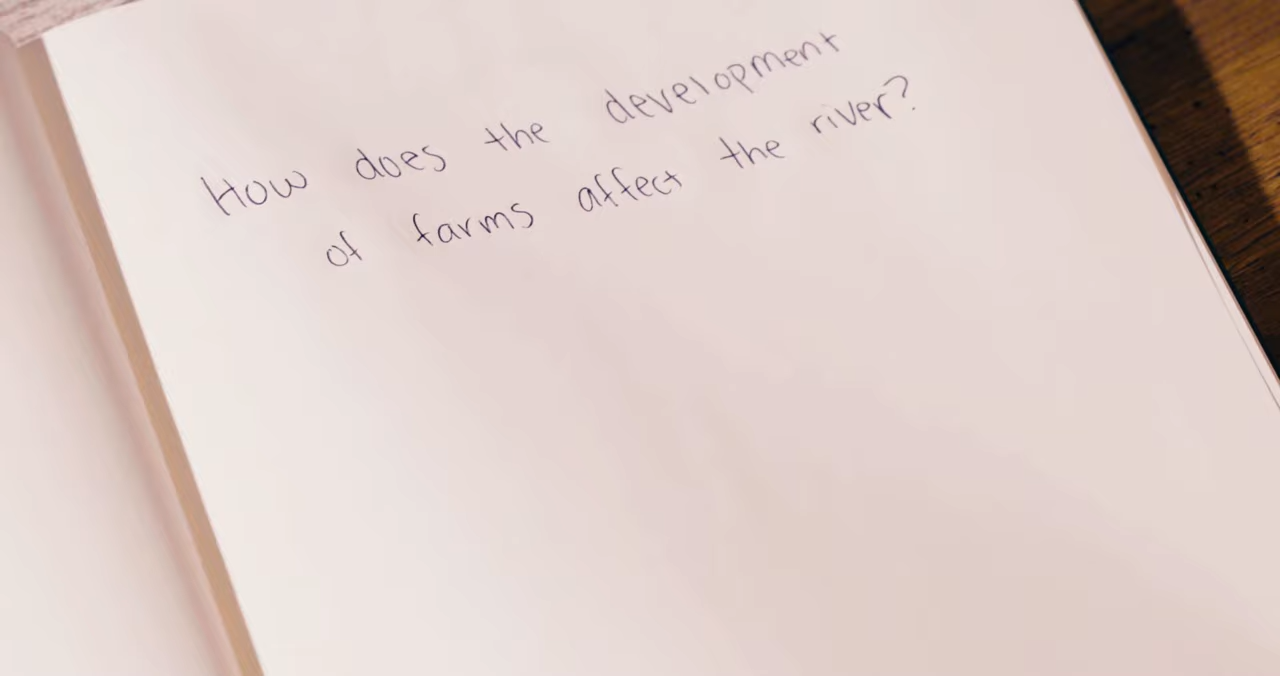 How does the development
of farms affect the river?